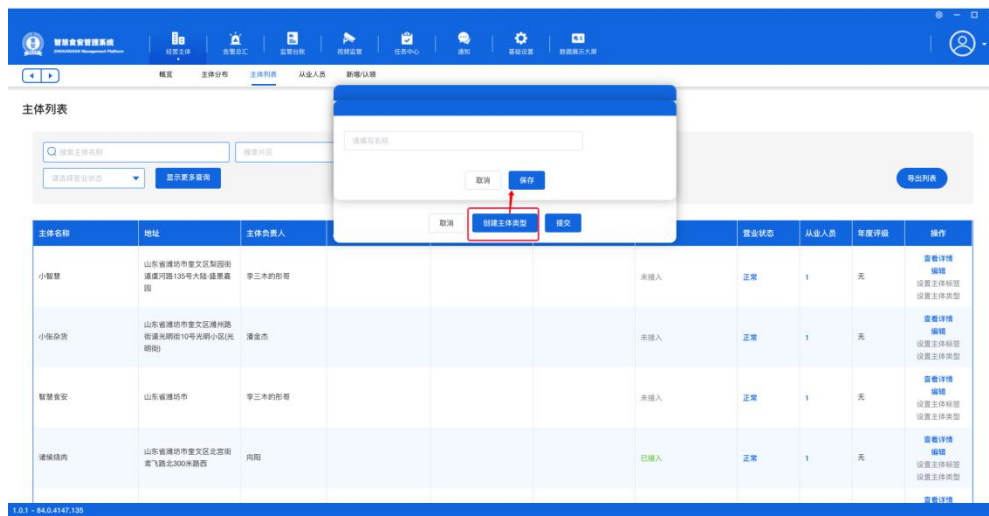 智慧食安管理系统
经营主体
告警总汇
监管台账
视频监管
任务中心
通知
基础设置
数据展示大屏
概览
主体分布
主体列表
从业人员
新增/认领
主体列表
搜索主体名称
搜索片区
请选择营业状态
显示更多查询
导出列表
请填写名称
取消
保存
取消
创建主体类型
提交
主体名称
地址
主体负责人
营业状态
从业人员
年度评级
操作
小智慧
山东省潍坊市奎文区梨园街
道虞河路135号大陆·盛景嘉
园
李三木的彤哥
未接入
正常
1
无
查看详情
编辑
设置主体标签
设置主体类型
小张杂货
山东省潍坊市奎文区潍州路
街道光明街10号光明小区(光
明街)
潘金杰
未接入
正常
1
无
查看详情
编辑
设置主体标签
设置主体类型
智慧食安
山东省潍坊市
李三木的彤哥
未接入
正常
1
无
查看详情
编辑
设置主体标签
设置主体类型
诸候烧肉
山东省潍坊市奎文区北宫街
鸢飞路北300米路西
向阳
已接入
正常
1
无
查看详情
编辑
设置主体标签
设置主体类型
查看详情
1.0.1 - 84.0.4147.135